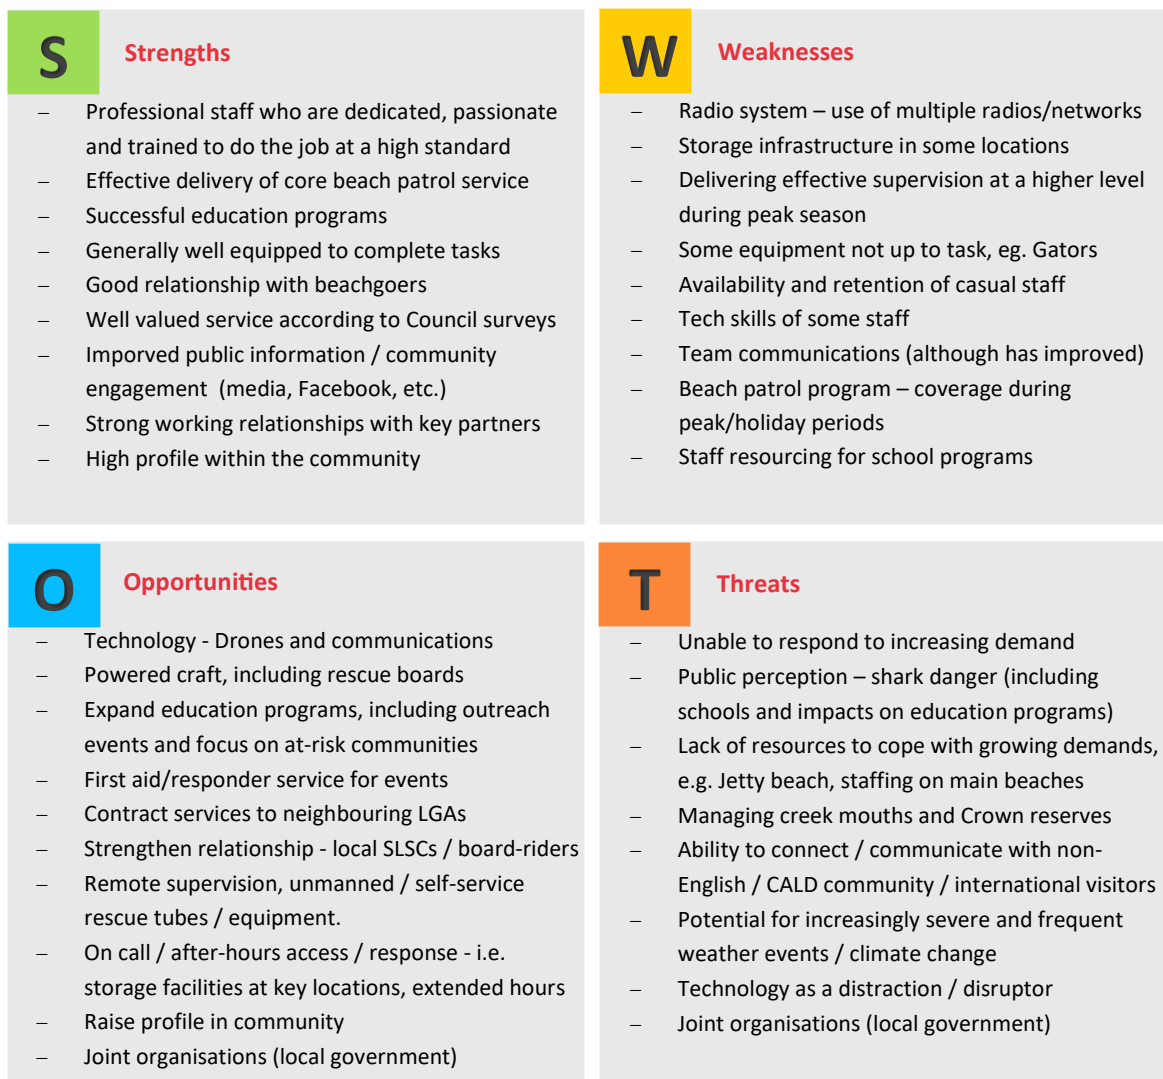 S
Strengths
– Professional staff who are dedicated, passionate
and trained to do the job at a high standard
– Effective delivery of core beach patrol service
– Successful education programs
– Generally well equipped to complete tasks
– Good relationship with beachgoers
– Well valued service according to Council surveys
– Imporved public information / community
engagement (media, Facebook, etc.)
– Strong working relationships with key partners
– High profile within the community
W
Weaknesses
– Radio system – use of multiple radios/networks
– Storage infrastructure in some locations
– Delivering effective supervision at a higher level
during peak season
– Some equipment not up to task, eg. Gators
– Availability and retention of casual staff
– Tech skills of some staff
– Team communications (although has improved)
– Beach patrol program – coverage during
peak/holiday periods
– Staff resourcing for school programs
O
Opportunities
– Technology - Drones and communications
– Powered craft, including rescue boards
– Expand education programs, including outreach
events and focus on at-risk communities
– First aid/responder service for events
– Contract services to neighbouring LGAs
– Strengthen relationship - local SLSCs / board-riders
– Remote supervision, unmanned / self-service
rescue tubes / equipment.
– On call / after-hours access / response - i.e.
storage facilities at key locations, extended hours
– Raise profile in community
– Joint organisations (local government)
T
Threats
– Unable to respond to increasing demand
– Public perception – shark danger (including
schools and impacts on education programs)
– Lack of resources to cope with growing demands,
e.g. Jetty beach, staffing on main beaches
– Managing creek mouths and Crown reserves
– Ability to connect / communicate with non-
English / CALD community / international visitors
– Potential for increasingly severe and frequent
weather events / climate change
– Technology as a distraction / disruptor
– Joint organisations (local government)